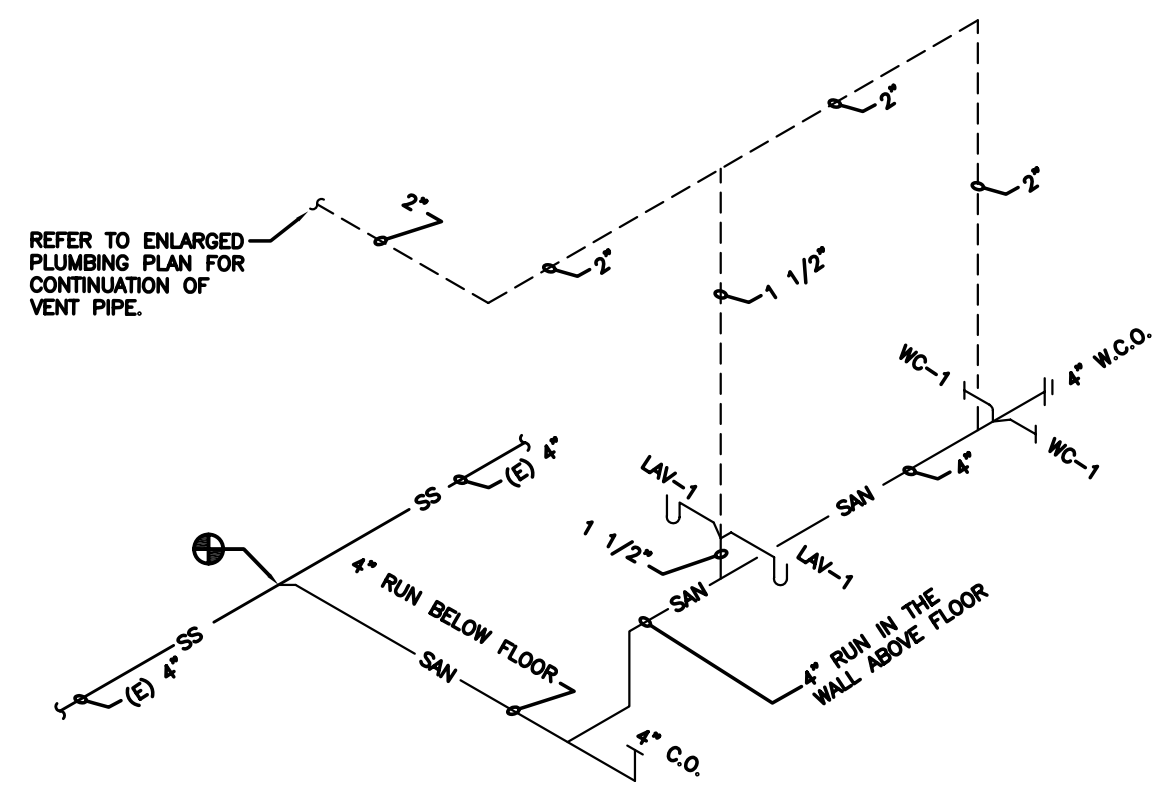 2"
2"
2"
2"
REFER TO ENLARGED
PLUMBING PLAN FOR
CONTINUATION OF
VENT PIPE.
1 1/2"
WC-1
4" W.C.O.
WC-1
4"
SAN
(E) 4"
SS
LAV-1
1 1/2"
LAV-1
SAN
4" RUN BELOW FLOOR
SS
(E) 4"
SAN
4" RUN IN THE
WALL ABOVE FLOOR
4" C.O.